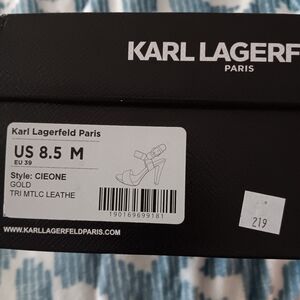 KARL LAGERF
PARIS
Karl Lagerfeld Paris
US 8.5 M
EU 39
Style: CIEONE
GOLD
TRI MTLC LEATHE
190169699181
219
WWW.KARLLAGERFELDPARIS.COM